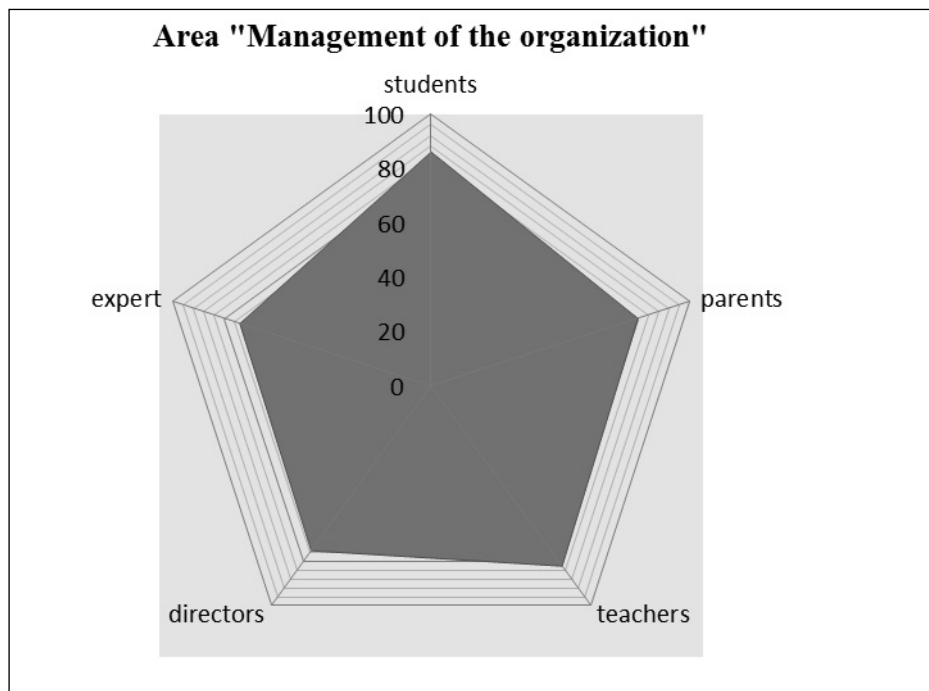 Area "Management of the organization"
students
100
80
60
40
20
0
expert
parents
directors
teachers